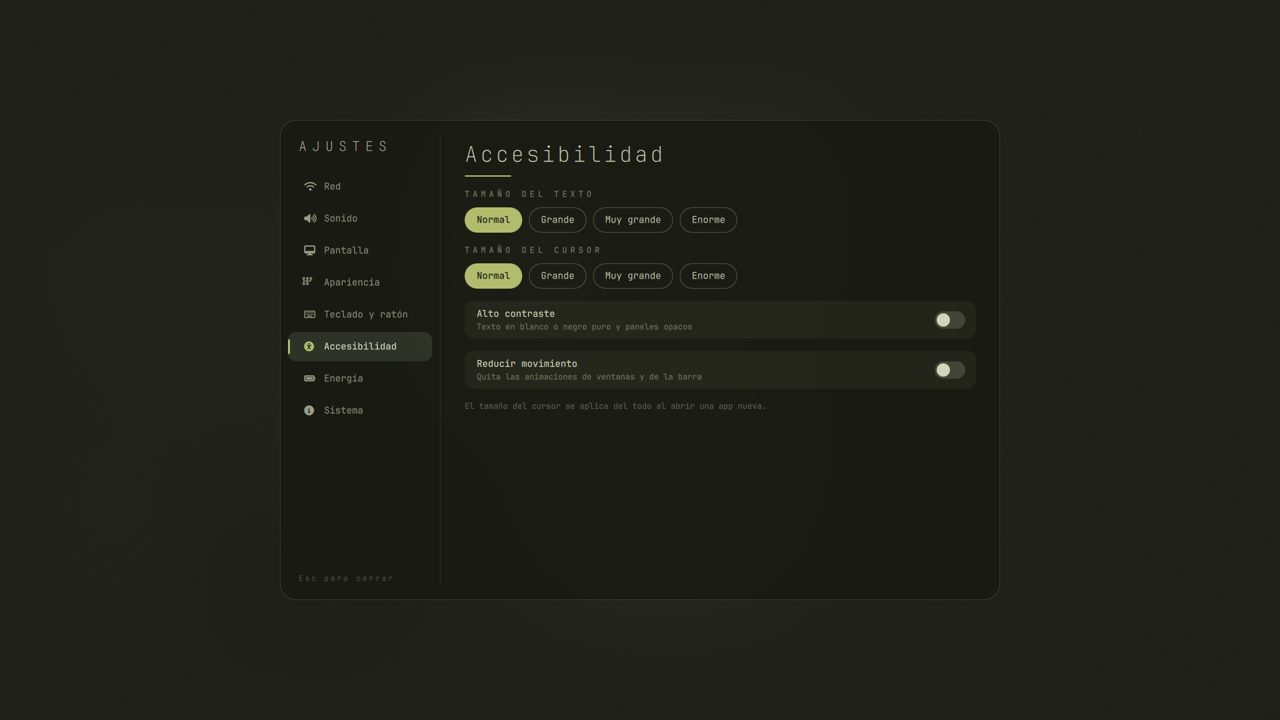 AJUSTES
Red
Sonido
Pantalla
Apariencia
Teclado y ratón
Accesibilidad
Energía
Sistema
Esc para cerrar
Accesibilidad
TAMAÑO DEL TEXTO
Normal Grande Muy grande Enorme
TAMAÑO DEL CURSOR
Normal Grande Muy grande Enorme
Alto contraste
Texto en blanco o negro puro y paneles opacos
Reducir movimiento
Quita las animaciones de ventanas y de la barra
El tamaño del cursor se aplica del todo al abrir una app nueva.